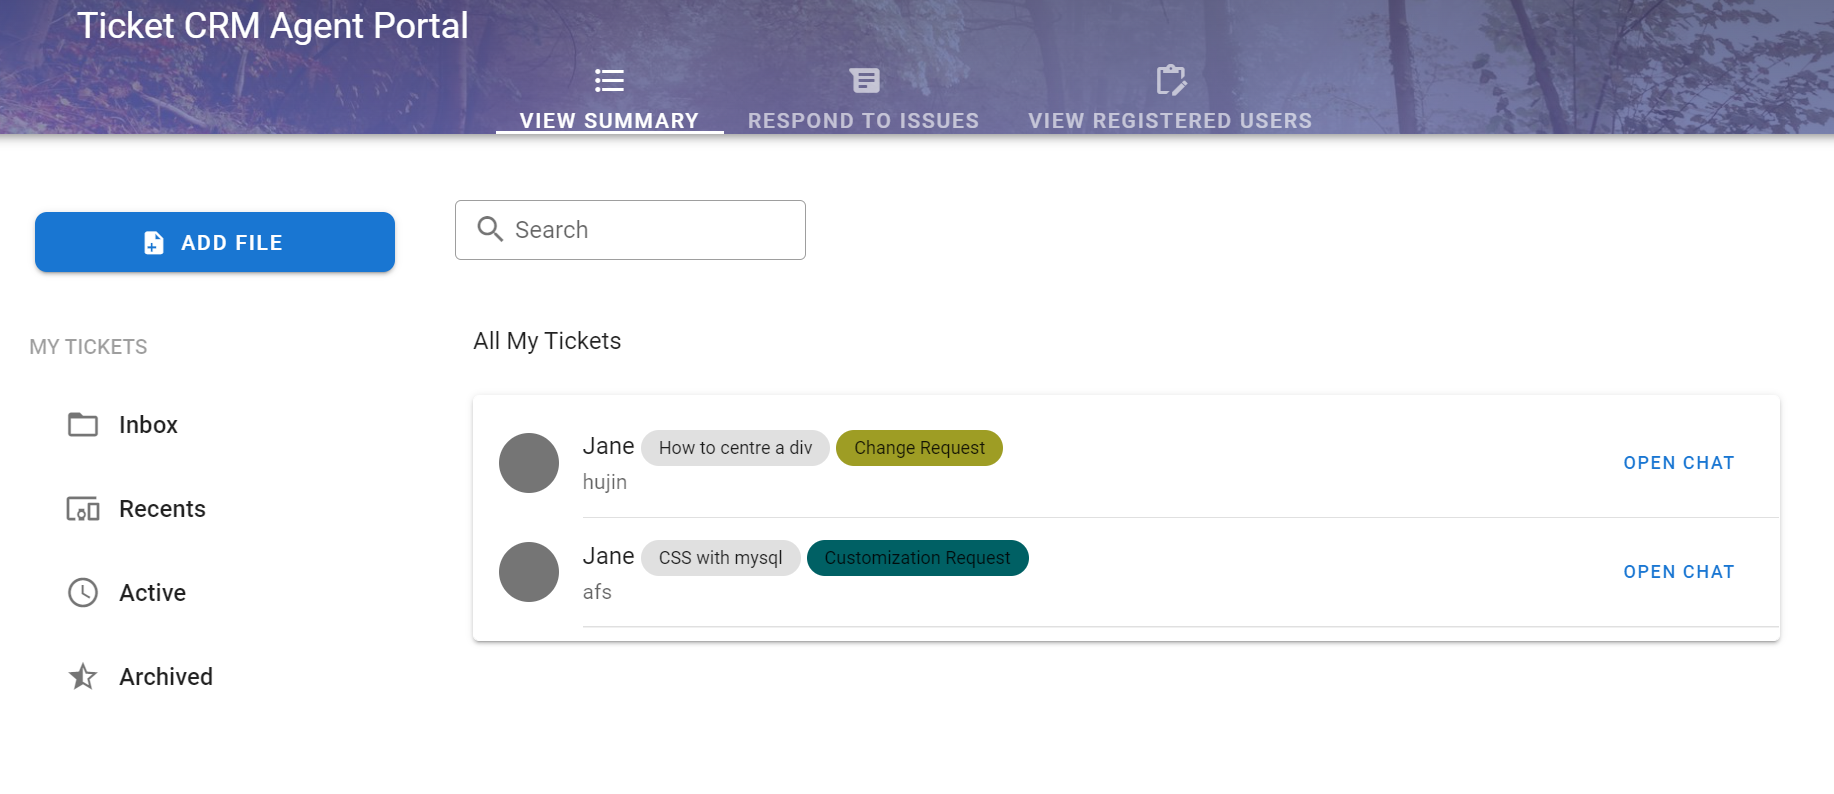 Ticket CRM Agent Portal
VIEW SUMMARY
RESPOND TO ISSUES
VIEW REGISTERED USERS
ADD FILE
Search
MY TICKETS
Inbox
Recents
Active
Archived
All My Tickets
Jane How to centre a div Change Request
hujin
OPEN CHAT
Jane CSS with mysql Customization Request
afs
OPEN CHAT